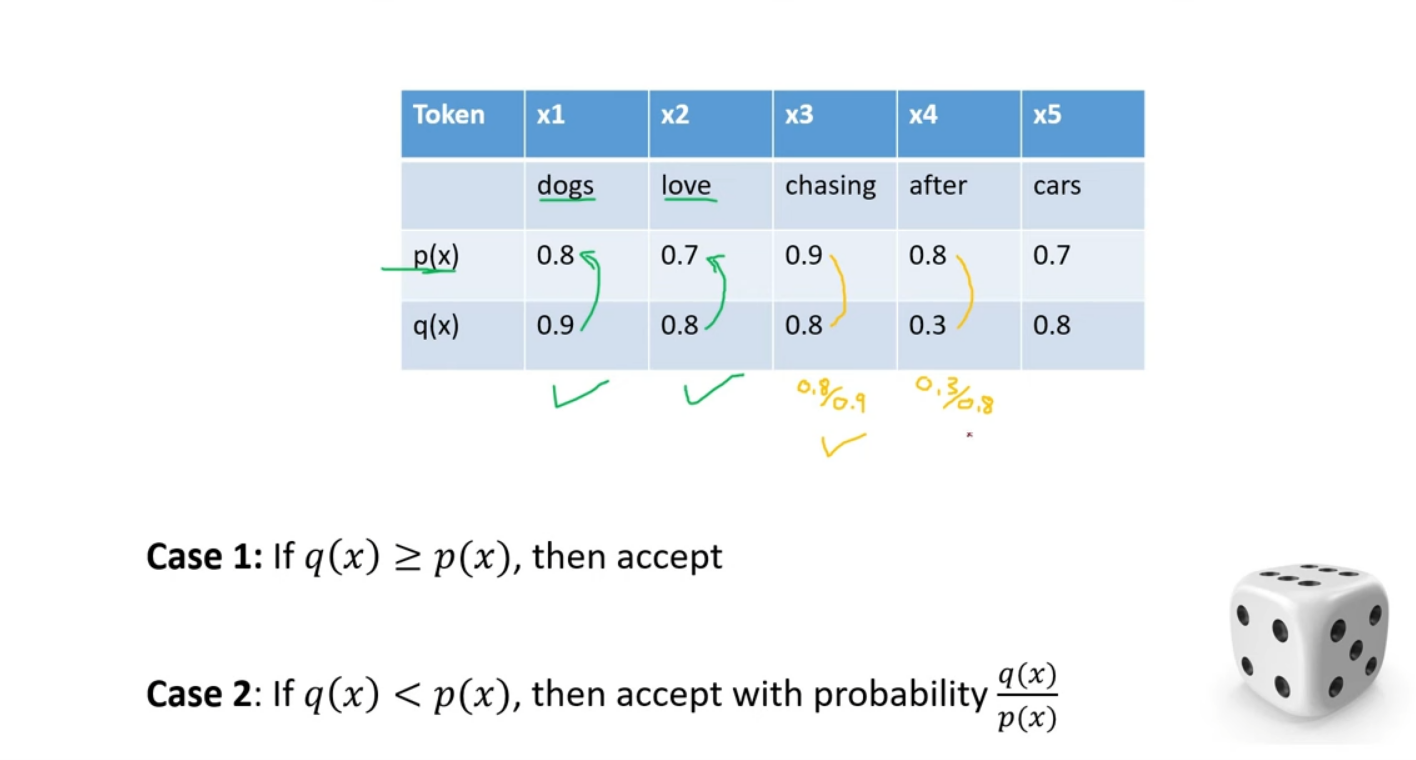 Token x1 x2 x3 x4 x5
dogs love chasing after cars
p(x) 0.8 0.7 0.9 0.8 0.7
q(x) 0.9 0.8 0.8 0.3 0.8
0.8/0.9 0.3/0.8
Case 1: If q(x) ≥ p(x), then accept
Case 2: If q(x) < p(x), then accept with probability q(x)/p(x)